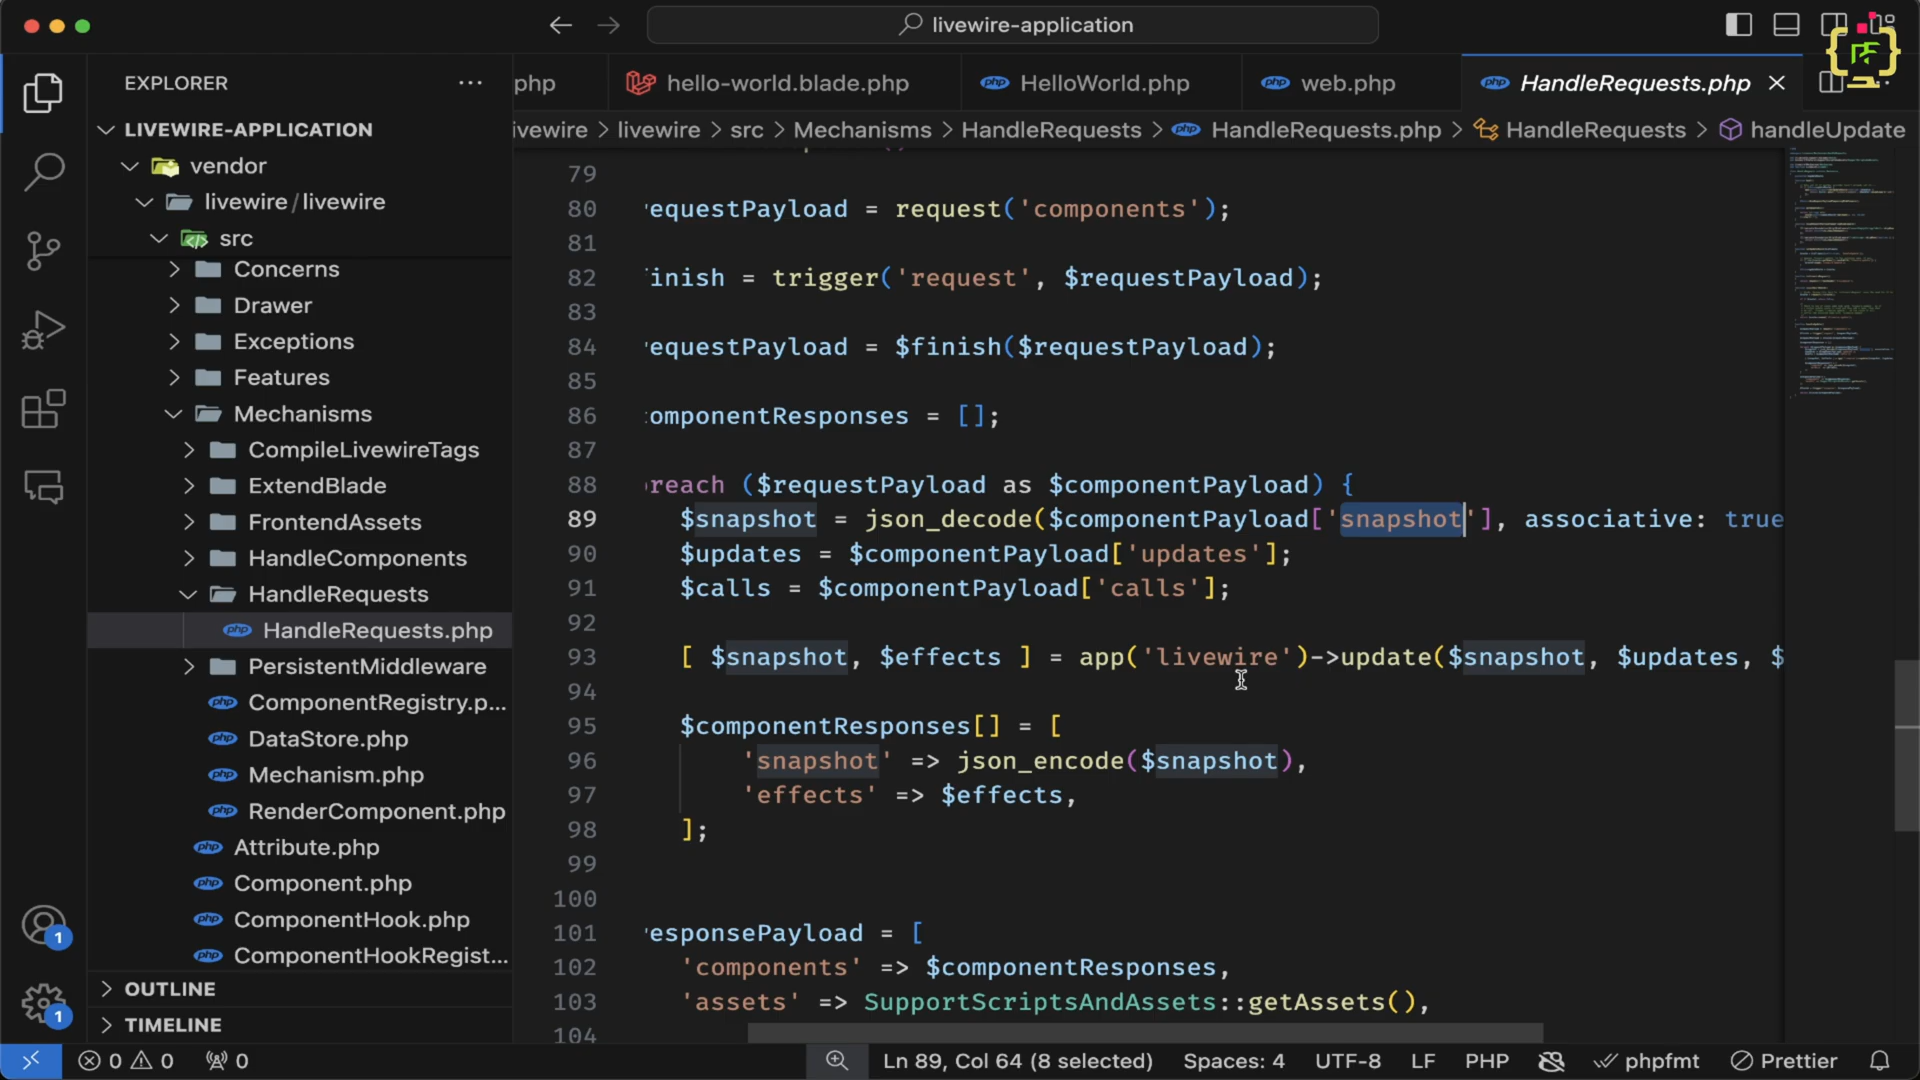 livewire-application
EXPLORER
php
hello-world.blade.php
HelloWorld.php
web.php
HandleRequests.php
LIVEWIRE-APPLICATION
ivewire > livewire > src > Mechanisms > HandleRequests > HandleRequests.php > HandleRequests > handleUpdate
vendor
livewire/livewire
src
Concerns
Drawer
Exceptions
Features
Mechanisms
CompileLivewireTags
ExtendBlade
FrontendAssets
HandleComponents
HandleRequests
HandleRequests.php
PersistentMiddleware
ComponentRegistry.p...
DataStore.php
Mechanism.php
RenderComponent.php
Attribute.php
Component.php
ComponentHook.php
ComponentHookRegist...
OUTLINE
TIMELINE
79
80 requestPayload = request('components');
81
82 inish = trigger('request', $requestPayload);
83
84 requestPayload = $finish($requestPayload);
85
86 omponentResponses = [];
87
88 reach ($requestPayload as $componentPayload) {
89 $snapshot = json_decode($componentPayload['snapshot'], associative: true
90 $updates = $componentPayload['updates'];
91 $calls = $componentPayload['calls'];
92
93 [ $snapshot, $effects ] = app('livewire')->update($snapshot, $updates, $
94
95 $componentResponses[] = [
96 'snapshot' => json_encode($snapshot),
97 'effects' => $effects,
98 ];
99
100
101 responsePayload = [
102 'components' => $componentResponses,
103 'assets' => SupportScriptsAndAssets::getAssets(),
104
1
1
0 0 0
Ln 89, Col 64 (8 selected) Spaces: 4 UTF-8 LF PHP phpfmt Prettier